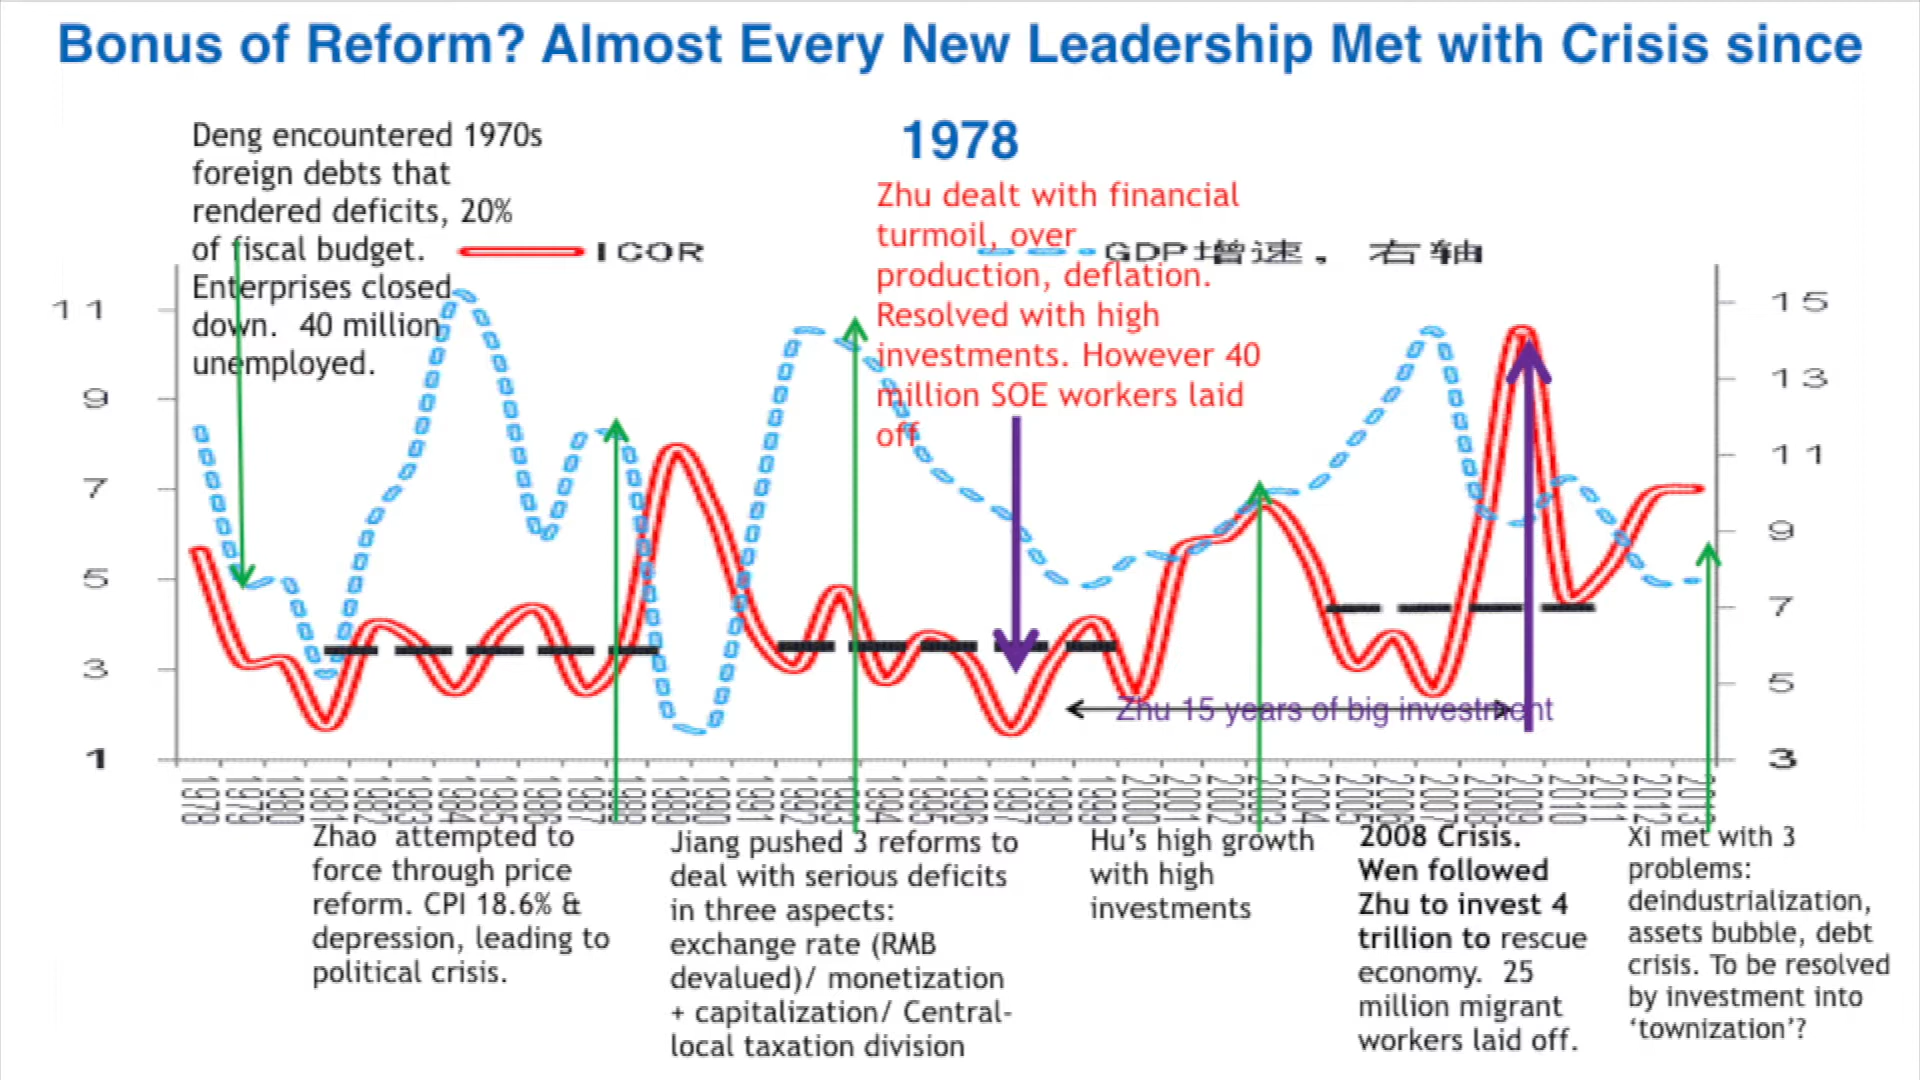 Bonus of Reform? Almost Every New Leadership Met with Crisis since
1978
Deng encountered 1970s
foreign debts that
rendered deficits, 20%
of fiscal budget.
Enterprises closed
down. 40 million
unemployed.
Zhu dealt with financial
turmoil, over
production, deflation.
Resolved with high
investments. However 40
million SOE workers laid
off
ICOR
GDP增速，右轴
11
9
7
5
3
1
15
13
11
9
7
5
3
Zhu 15 years of big investment
1978 1979 1980 1981 1982 1983 1984 1985 1986 1987 1988 1989 1990 1991 1992 1993 1994 1995 1996 1997 1998 1999 2000 2001 2002 2003 2004 2005 2006 2007 2008 2009 2010 2011 2012 2013
Zhao attempted to
force through price
reform. CPI 18.6% &
depression, leading to
political crisis.
Jiang pushed 3 reforms to
deal with serious deficits
in three aspects:
exchange rate (RMB
devalued)/ monetization
+ capitalization/ Central-
local taxation division
Hu's high growth
with high
investments
2008 Crisis.
Wen followed
Zhu to invest 4
trillion to rescue
economy. 25
million migrant
workers laid off.
Xi met with 3
problems:
deindustrialization,
assets bubble, debt
crisis. To be resolved
by investment into
‘townization’?